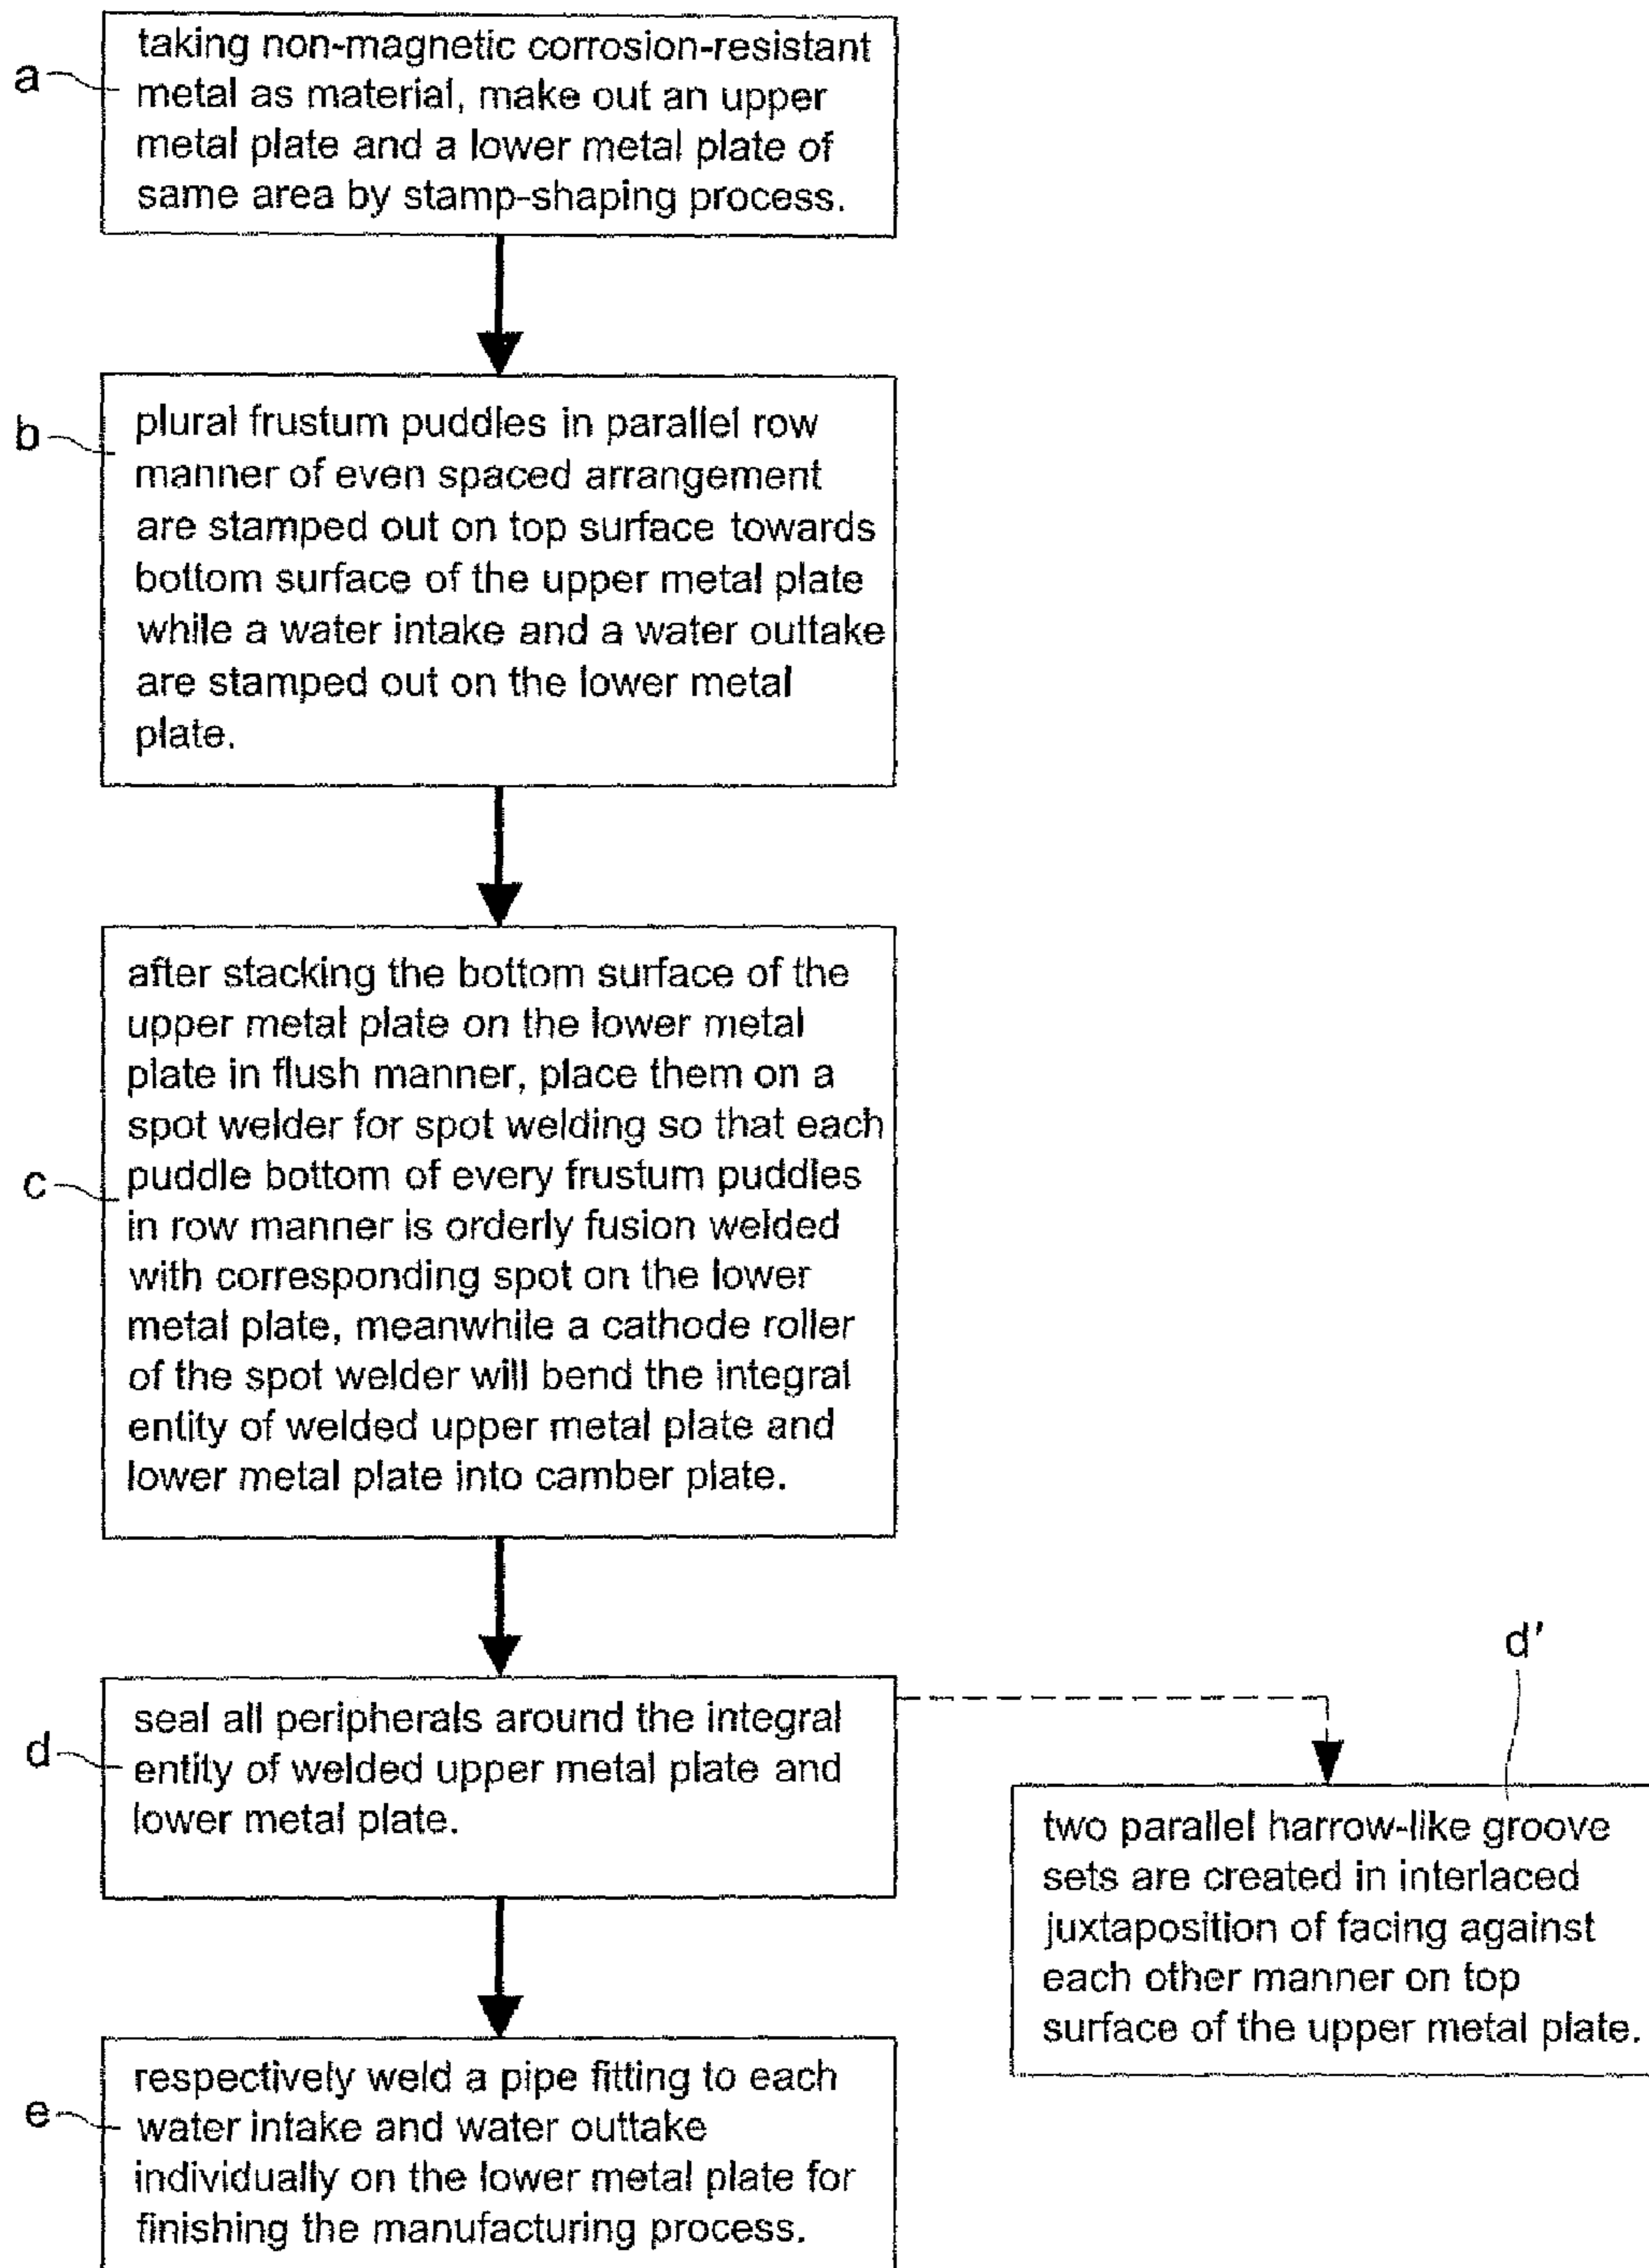 a
taking non-magnetic corrosion-resistant
metal as material, make out an upper
metal plate and a lower metal plate of
same area by stamp-shaping process.
b
plural frustum puddles in parallel row
manner of even spaced arrangement
are stamped out on top surface towards
bottom surface of the upper metal plate
while a water intake and a water outtake
are stamped out on the lower metal
plate.
c
after stacking the bottom surface of the
upper metal plate on the lower metal
plate in flush manner, place them on a
spot welder for spot welding so that each
puddle bottom of every frustum puddles
in row manner is orderly fusion welded
with corresponding spot on the lower
metal plate, meanwhile a cathode roller
of the spot welder will bend the integral
entity of welded upper metal plate and
lower metal plate into camber plate.
d
seal all peripherals around the integral
entity of welded upper metal plate and
lower metal plate.
d'
two parallel harrow-like groove
sets are created in interlaced
juxtaposition of facing against
each other manner on top
surface of the upper metal plate.
e
respectively weld a pipe fitting to each
water intake and water outtake
individually on the lower metal plate for
finishing the manufacturing process.